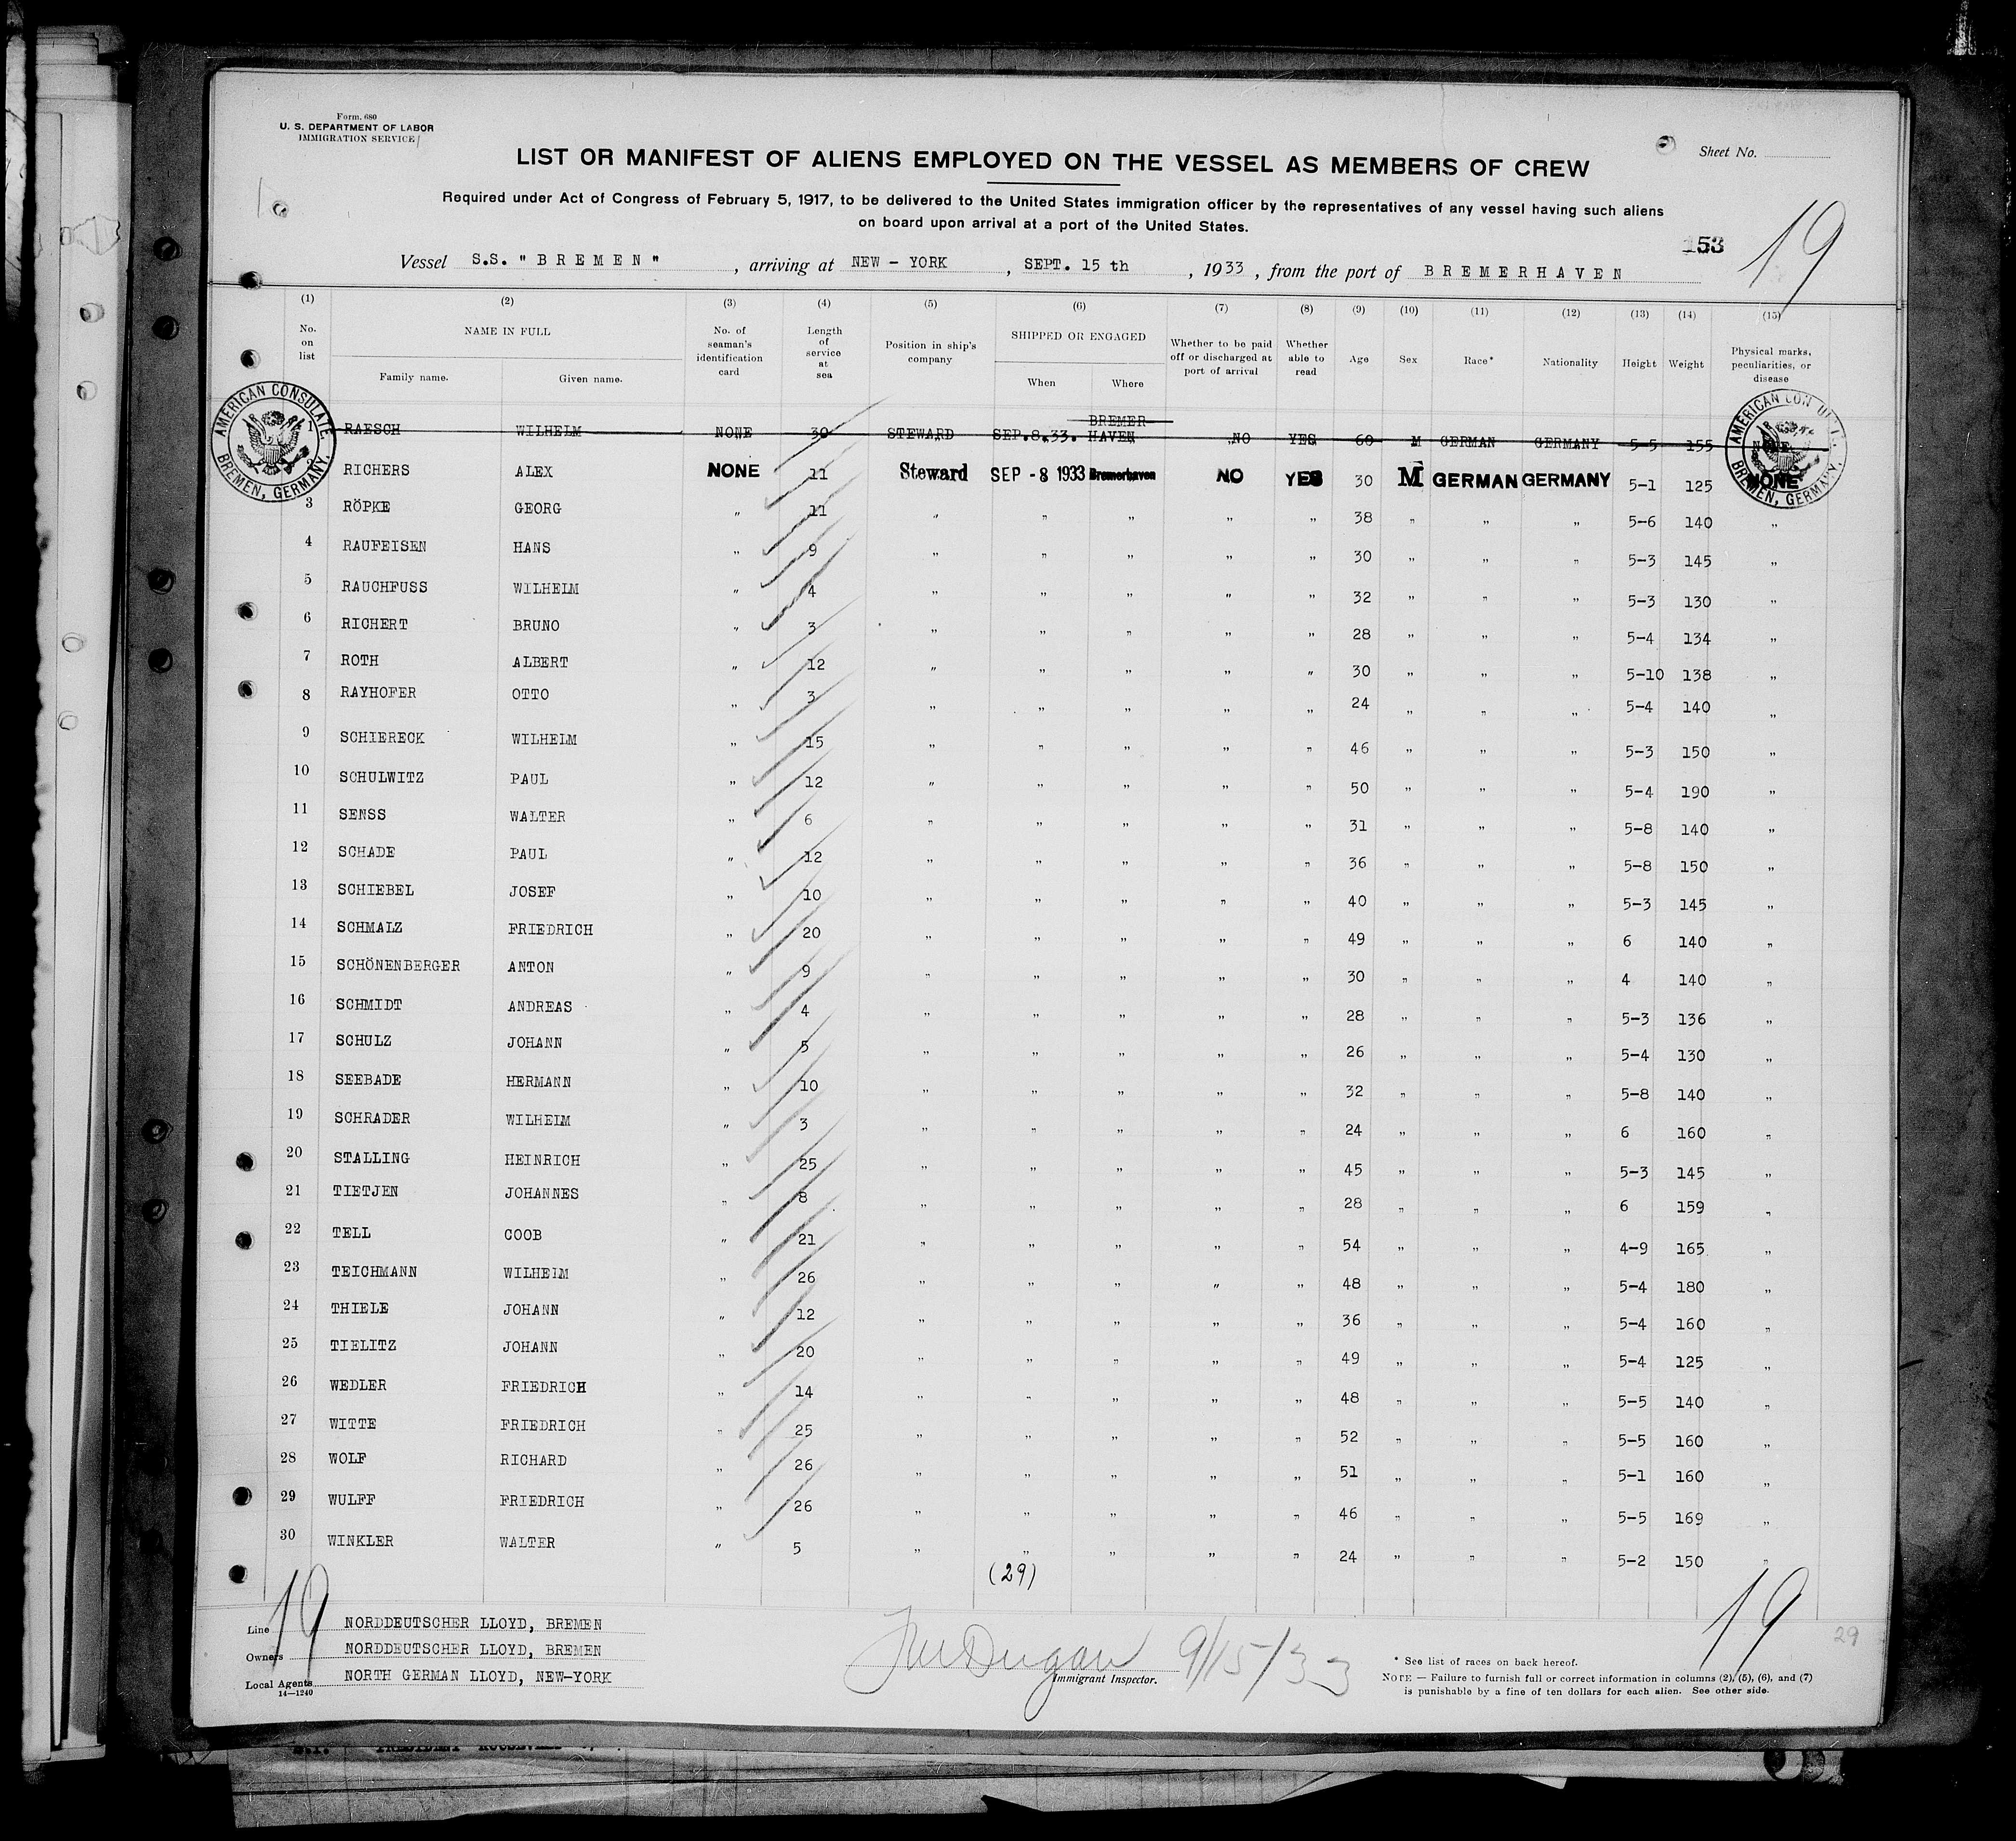 Form 680
U. S. DEPARTMENT OF LABOR
IMMIGRATION SERVICE
Sheet No.
LIST OR MANIFEST OF ALIENS EMPLOYED ON THE VESSEL AS MEMBERS OF CREW
Required under Act of Congress of February 5, 1917, to be delivered to the United States immigration officer by the representatives of any vessel having such aliens
on board upon arrival at a port of the United States.
153
19
Vessel S.S. "BREMEN", arriving at NEW-YORK, SEPT. 15 th, 1933, from the port of BREMERHAVEN
(1) (2) (3) (4) (5) (6) (7) (8) (9) (10) (11) (12) (13) (14) (15)
No. on list NAME IN FULL Family name. Given name. No. of seaman's identification card Length of service at sea Position in ship's company SHIPPED OR ENGAGED When Where Whether to be paid off or discharged at port of arrival Whether able to read Age Sex Race* Nationality Height Weight Physical marks, peculiarities, or disease
AMERICAN CONSULATE BREMEN, GERMANY.
1 RAESCH WILHELM NONE 30 STEWARD SEP.8.33. BREMER-HAVEN NO YES 60 M GERMAN GERMANY 5-5 155
RICHERS ALEX NONE 11 Steward SEP -8 1933 Bremerhaven NO YES 30 M GERMAN GERMANY 5-1 125 NONE
3 RÖPKE GEORG " 11 " " " " " 38 " " " 5-6 140 "
4 RAUFEISEN HANS " 9 " " " " " 30 " " " 5-3 145 "
5 RAUCHFUSS WILHELM " 4 " " " " " 32 " " " 5-3 130 "
6 RICHERT BRUNO " 3 " " " " " 28 " " " 5-4 134 "
7 ROTH ALBERT " 12 " " " " " 30 " " " 5-10 138 "
8 RAYHOFER OTTO " 3 " " " " " 24 " " " 5-4 140 "
9 SCHIERECK WILHELM " 15 " " " " " 46 " " " 5-3 150 "
10 SCHULWITZ PAUL " 12 " " " " " 50 " " " 5-4 190 "
11 SENSS WALTER " 6 " " " " " 31 " " " 5-8 140 "
12 SCHADE PAUL " 12 " " " " " 36 " " " 5-8 150 "
13 SCHIEBEL JOSEF " 10 " " " " " 40 " " " 5-3 145 "
14 SCHMALZ FRIEDRICH " 20 " " " " " 49 " " " 6 140 "
15 SCHÖNENBERGER ANTON " 9 " " " " " 30 " " " 4 140 "
16 SCHMIDT ANDREAS " 4 " " " " " 28 " " " 5-3 136 "
17 SCHULZ JOHANN " 5 " " " " " 26 " " " 5-4 130 "
18 SEEBADE HERMANN " 10 " " " " " 32 " " " 5-8 140 "
19 SCHRADER WILHELM " 3 " " " " " 24 " " " 6 160 "
20 STALLING HEINRICH " 25 " " " " " 45 " " " 5-3 145 "
21 TIETJEN JOHANNES " 8 " " " " " 28 " " " 6 159 "
22 TELL COOB " 21 " " " " " 54 " " " 4-9 165 "
23 TEICHMANN WILHELM " 26 " " " " " 48 " " " 5-4 180 "
24 THIELE JOHANN " 12 " " " " " 36 " " " 5-4 160 "
25 TIELITZ JOHANN " 20 " " " " " 49 " " " 5-4 125 "
26 WEDLER FRIEDRICH " 14 " " " " " 48 " " " 5-5 140 "
27 WITTE FRIEDRICH " 25 " " " " " 52 " " " 5-5 160 "
28 WOLF RICHARD " 26 " " " " " 51 " " " 5-1 160 "
29 WULFF FRIEDRICH " 26 " " " " " 46 " " " 5-5 169 "
30 WINKLER WALTER " 5 " " " " " 24 " " " 5-2 150 "
(29)
19
19
29
Line NORDDEUTSCHER LLOYD, BREMEN
Owners NORDDEUTSCHER LLOYD, BREMEN
Local Agents NORTH GERMAN LLOYD, NEW-YORK
14—1240
Dugan 9/15/33
Immigrant Inspector.
* See list of races on back hereof.
NOTE — Failure to furnish full or correct information in columns (2), (5), (6), and (7)
is punishable by a fine of ten dollars for each alien. See other side.